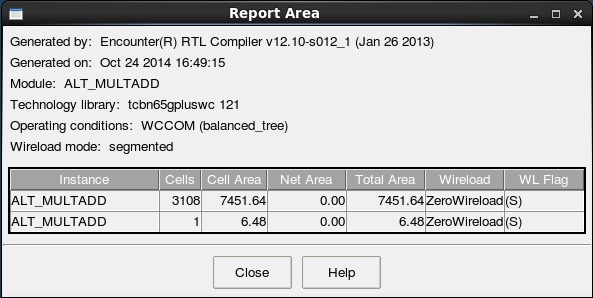 Report Area
Generated by: Encounter(R) RTL Compiler v12.10-s012_1 (Jan 26 2013)
Generated on: Oct 24 2014 16:49:15
Module: ALT_MULTADD
Technology library: tcbn65gpluswc 121
Operating conditions: WCCOM (balanced_tree)
Wireload mode: segmented
Instance Cells Cell Area Net Area Total Area Wireload WL Flag
ALT_MULTADD 3108 7451.64 0.00 7451.64 ZeroWireload (S)
ALT_MULTADD 1 6.48 0.00 6.48 ZeroWireload (S)
Close Help